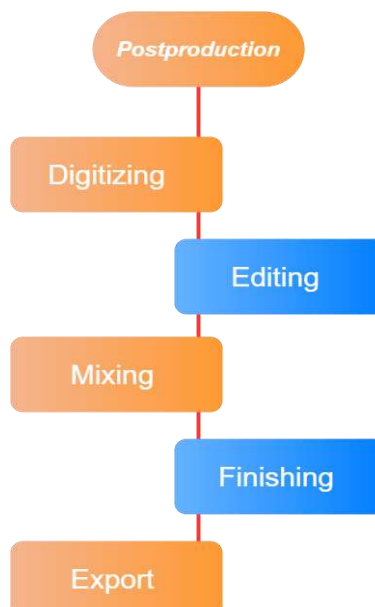 Postproduction
Digitizing
Editing
Mixing
Finishing
Export